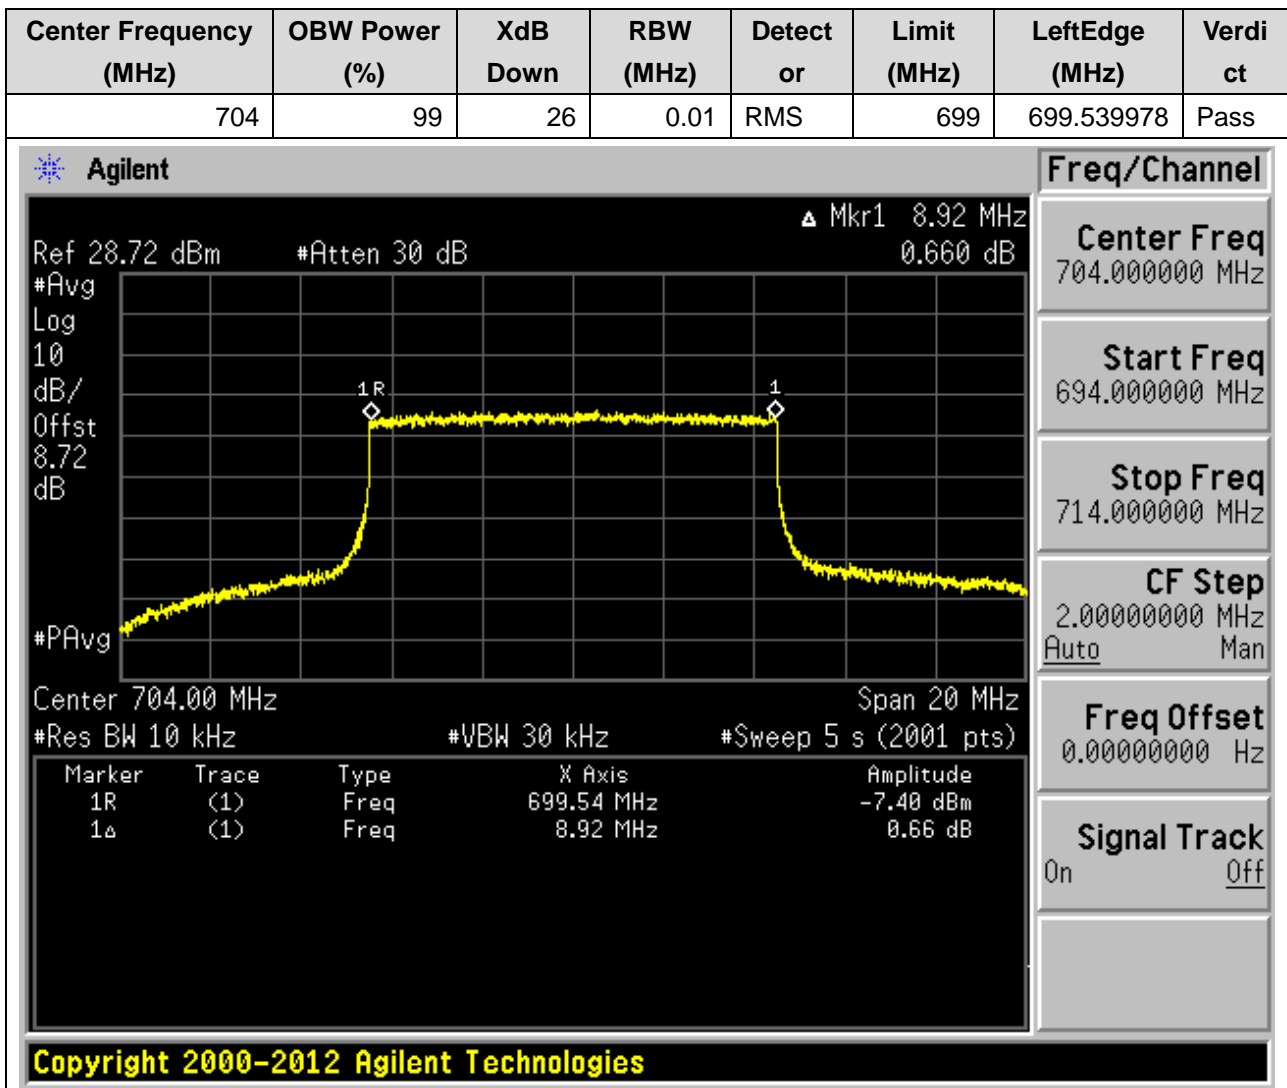 Center Frequency (MHz) OBW Power (%) XdB Down RBW (MHz) Detect or Limit (MHz) LeftEdge (MHz) Verdi ct
704 99 26 0.01 RMS 699 699.539978 Pass
Agilent
Freq/Channel
Δ Mkr1 8.92 MHz
Ref 28.72 dBm #Atten 30 dB 0.660 dB
#Avg
Log
10
dB/
Offst
8.72
dB
#PAvg
1R
1
Center 704.00 MHz Span 20 MHz
#Res BW 10 kHz #VBW 30 kHz #Sweep 5 s (2001 pts)
Marker Trace Type X Axis Amplitude
1R (1) Freq 699.54 MHz -7.40 dBm
1Δ (1) Freq 8.92 MHz 0.66 dB
Center Freq
704.000000 MHz
Start Freq
694.000000 MHz
Stop Freq
714.000000 MHz
CF Step
2.00000000 MHz
Auto Man
Freq Offset
0.00000000 Hz
Signal Track
On Off
Copyright 2000-2012 Agilent Technologies